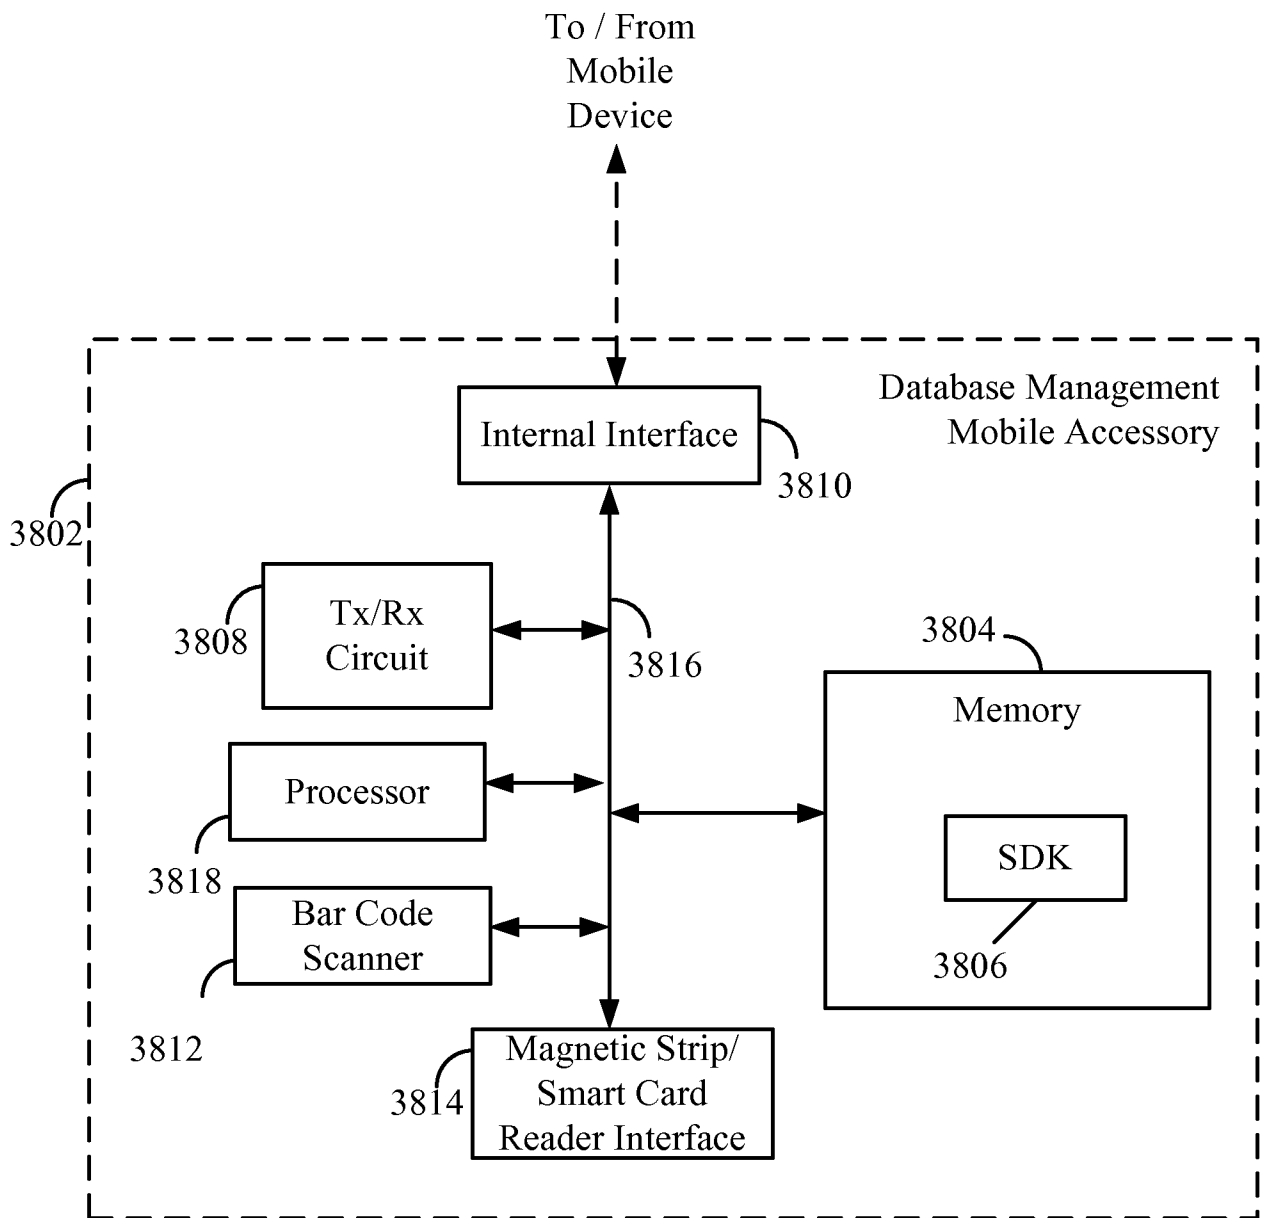 To / From
Mobile
Device
Database Management
Mobile Accessory
Internal Interface
3810
3802
Tx/Rx
Circuit
3808
3816
3804
Memory
Processor
3818
SDK
3806
Bar Code
Scanner
3812
Magnetic Strip/
Smart Card
Reader Interface
3814